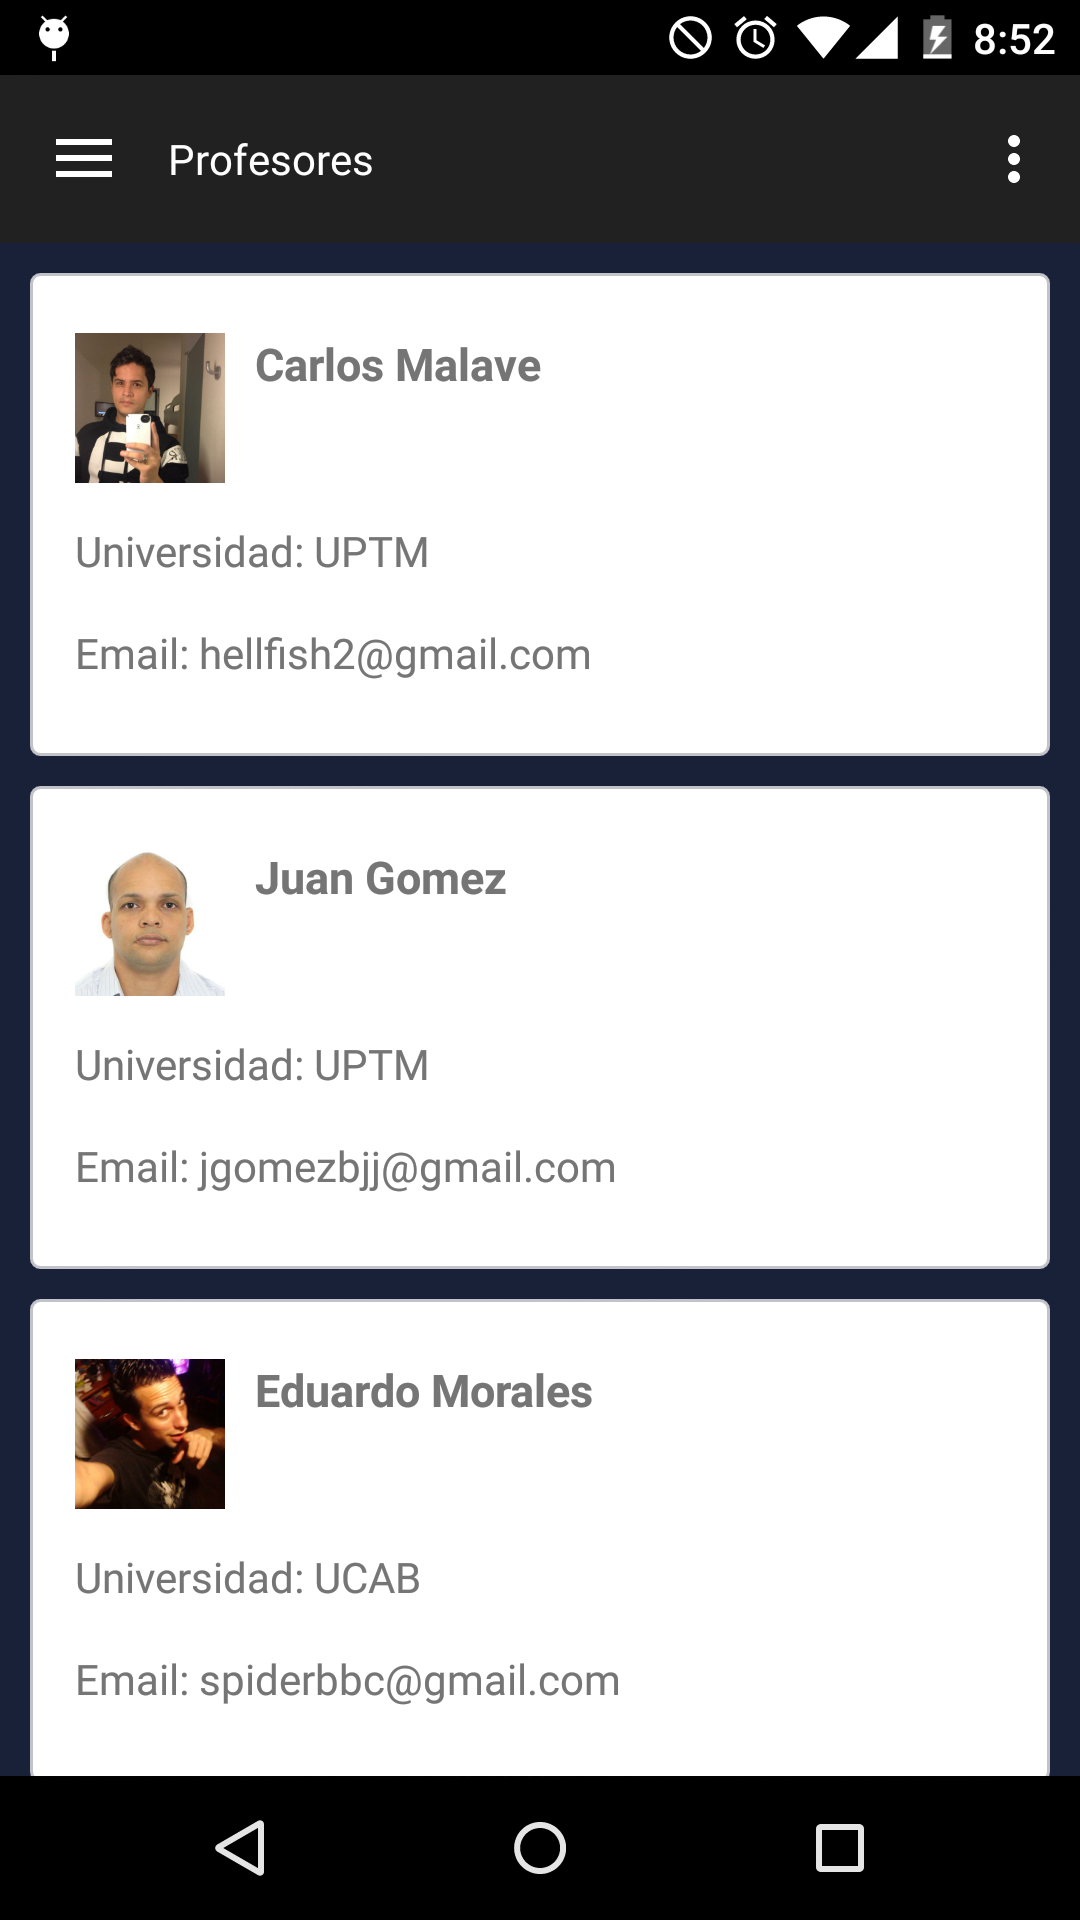 8:52
Profesores
Carlos Malave
Universidad: UPTM
Email: hellfish2@gmail.com
Juan Gomez
Universidad: UPTM
Email: jgomezbjj@gmail.com
Eduardo Morales
Universidad: UCAB
Email: spiderbbc@gmail.com